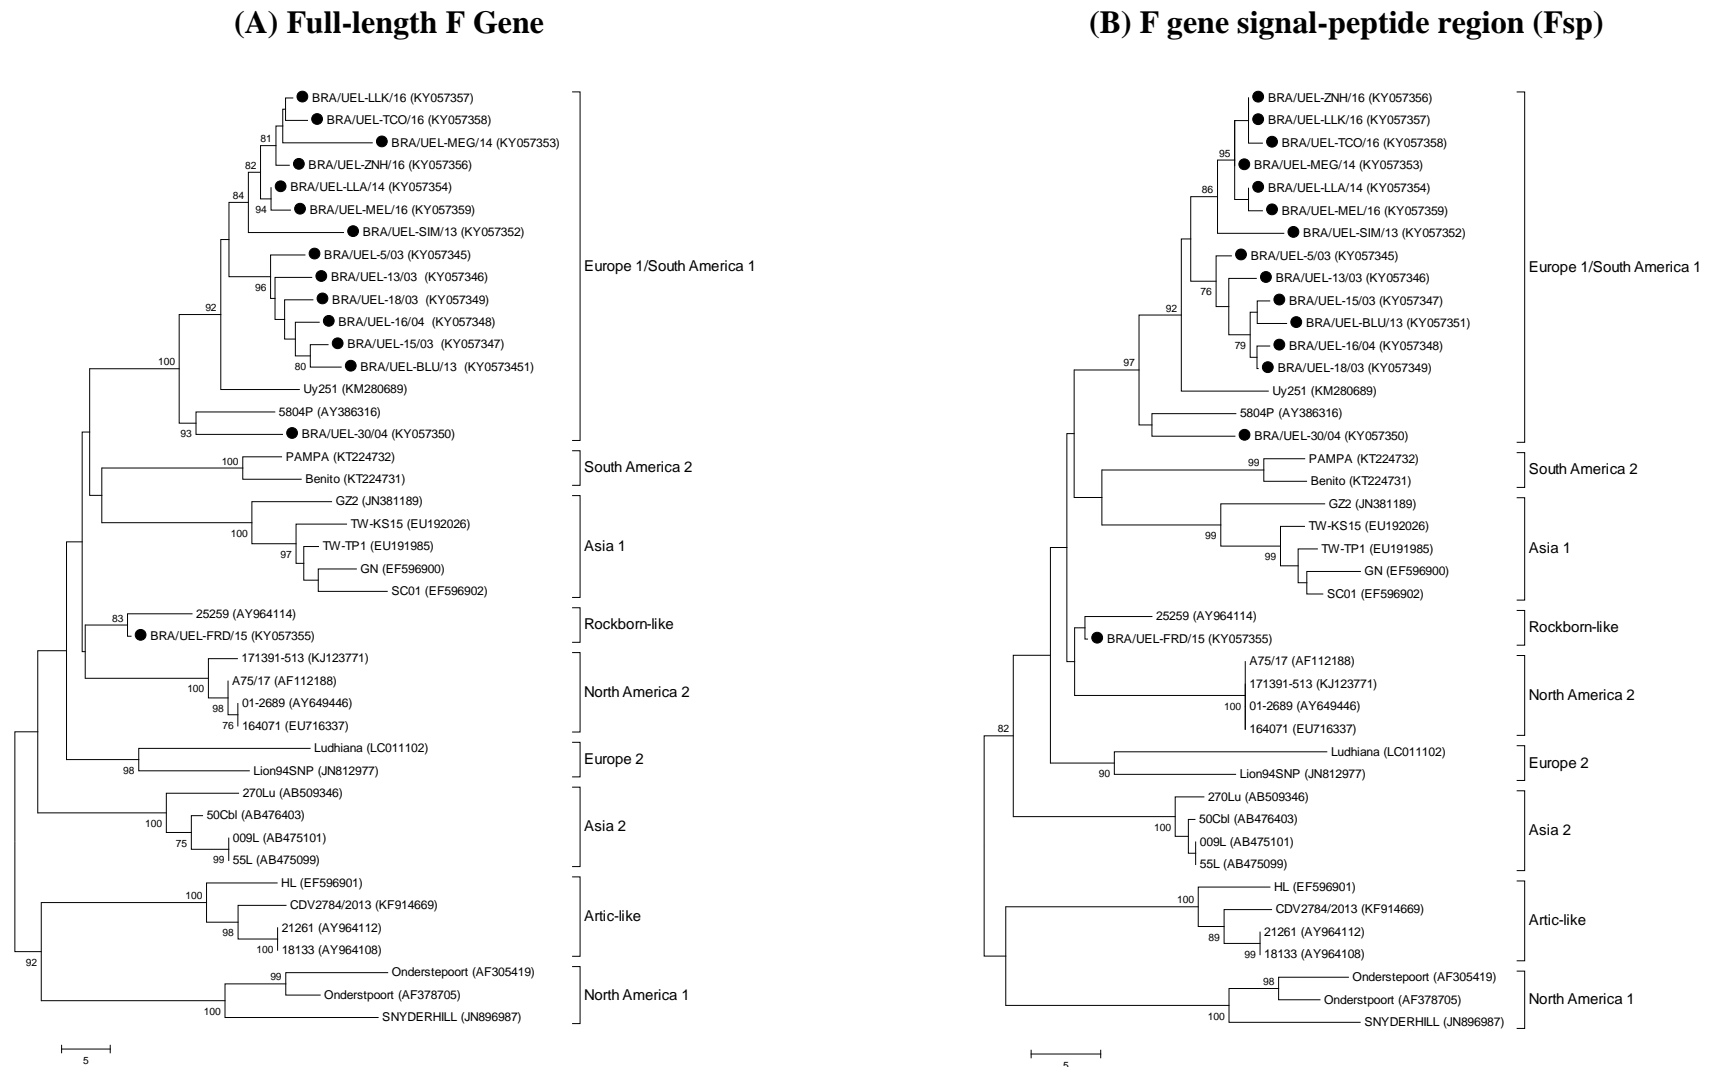 (A) Full-length F Gene
BRA/UEL-LLK/16 (KY057357)
BRA/UEL-TCO/16 (KY057358)
81
BRA/UEL-MEG/14 (KY057353)
82
BRA/UEL-ZNH/16 (KY057356)
84
BRA/UEL-LLA/14 (KY057354)
94
BRA/UEL-MEL/16 (KY057359)
BRA/UEL-SIM/13 (KY057352)
BRA/UEL-5/03 (KY057345)
Europe 1/South America 1
BRA/UEL-13/03 (KY057346)
96
BRA/UEL-18/03 (KY057349)
92
BRA/UEL-16/04 (KY057348)
BRA/UEL-15/03 (KY057347)
100
80
BRA/UEL-BLU/13 (KY0573451)
Uy251 (KM280689)
5804P (AY386316)
93
BRA/UEL-30/04 (KY057350)
100
PAMPA (KT224732)
South America 2
Benito (KT224731)
GZ2 (JN381189)
100
TW-KS15 (EU192026)
97
TW-TP1 (EU191985)
Asia 1
GN (EF596900)
SC01 (EF596902)
83
25259 (AY964114)
Rockborn-like
BRA/UEL-FRD/15 (KY057355)
171391-513 (KJ123771)
100
A75/17 (AF112188)
North America 2
98
01-2689 (AY649446)
76
164071 (EU716337)
Ludhiana (LC011102)
Europe 2
98
Lion94SNP (JN812977)
270Lu (AB509346)
100
50Cbl (AB476403)
Asia 2
75
009L (AB475101)
99
55L (AB475099)
HL (EF596901)
100
CDV2784/2013 (KF914669)
Artic-like
98
21261 (AY964112)
100
18133 (AY964108)
92
99
Onderstepoort (AF305419)
Onderstpoort (AF378705)
North America 1
100
SNYDERHILL (JN896987)
5
(B) F gene signal-peptide region (Fsp)
BRA/UEL-ZNH/16 (KY057356)
BRA/UEL-LLK/16 (KY057357)
BRA/UEL-TCO/16 (KY057358)
95
BRA/UEL-MEG/14 (KY057353)
86
BRA/UEL-LLA/14 (KY057354)
BRA/UEL-MEL/16 (KY057359)
BRA/UEL-SIM/13 (KY057352)
BRA/UEL-5/03 (KY057345)
Europe 1/South America 1
BRA/UEL-13/03 (KY057346)
76
BRA/UEL-15/03 (KY057347)
92
BRA/UEL-BLU/13 (KY057351)
79
BRA/UEL-16/04 (KY057348)
97
BRA/UEL-18/03 (KY057349)
Uy251 (KM280689)
5804P (AY386316)
BRA/UEL-30/04 (KY057350)
99
PAMPA (KT224732)
South America 2
Benito (KT224731)
GZ2 (JN381189)
99
TW-KS15 (EU192026)
99
TW-TP1 (EU191985)
Asia 1
GN (EF596900)
SC01 (EF596902)
25259 (AY964114)
Rockborn-like
BRA/UEL-FRD/15 (KY057355)
A75/17 (AF112188)
171391-513 (KJ123771)
North America 2
100
01-2689 (AY649446)
164071 (EU716337)
82
Ludhiana (LC011102)
Europe 2
90
Lion94SNP (JN812977)
270Lu (AB509346)
100
50Cbl (AB476403)
Asia 2
009L (AB475101)
55L (AB475099)
HL (EF596901)
100
CDV2784/2013 (KF914669)
Artic-like
89
21261 (AY964112)
99
18133 (AY964108)
98
Onderstepoort (AF305419)
Onderstpoort (AF378705)
North America 1
100
SNYDERHILL (JN896987)
5